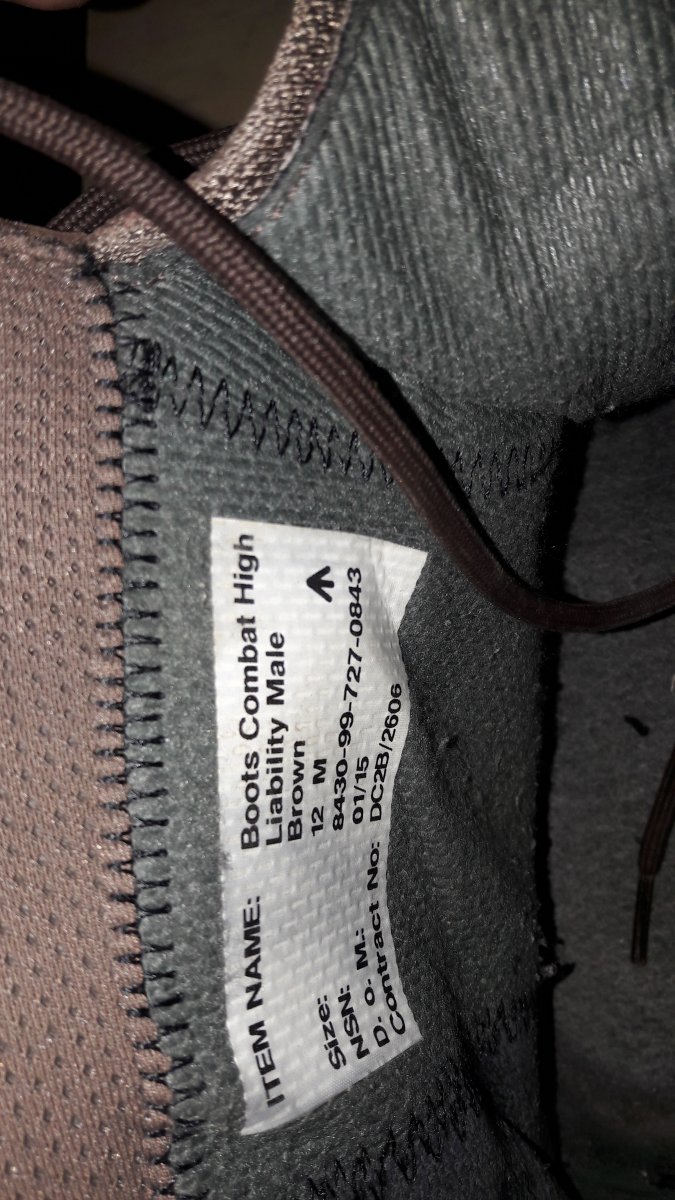 ITEM NAME: Boots Combat High
Liability Male
Brown
Size: 12 M
NSN: 8430-99-727-0843
D. o. M.: 01/15
Contract No: DC2B/2606